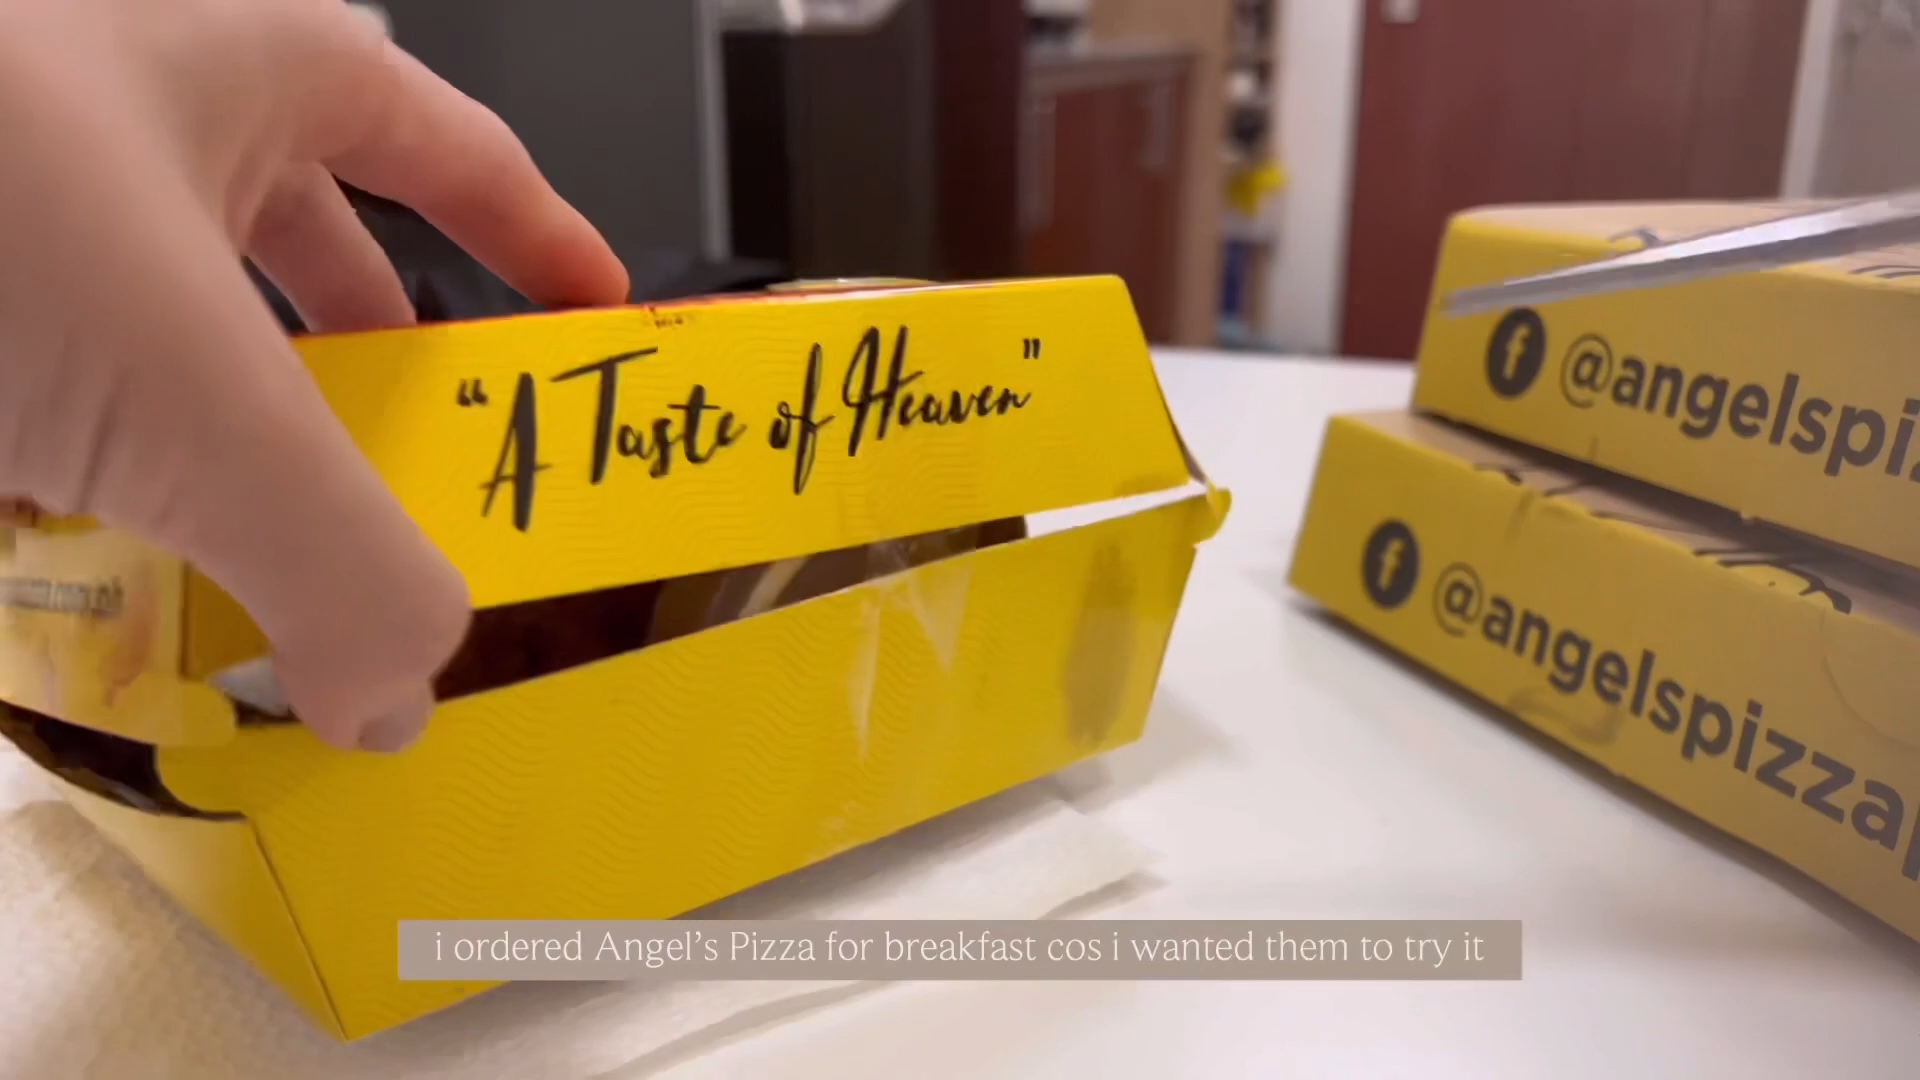 “A Taste of Heaven”
f @angelspi
f @angelspizza
i ordered Angel’s Pizza for breakfast cos i wanted them to try it